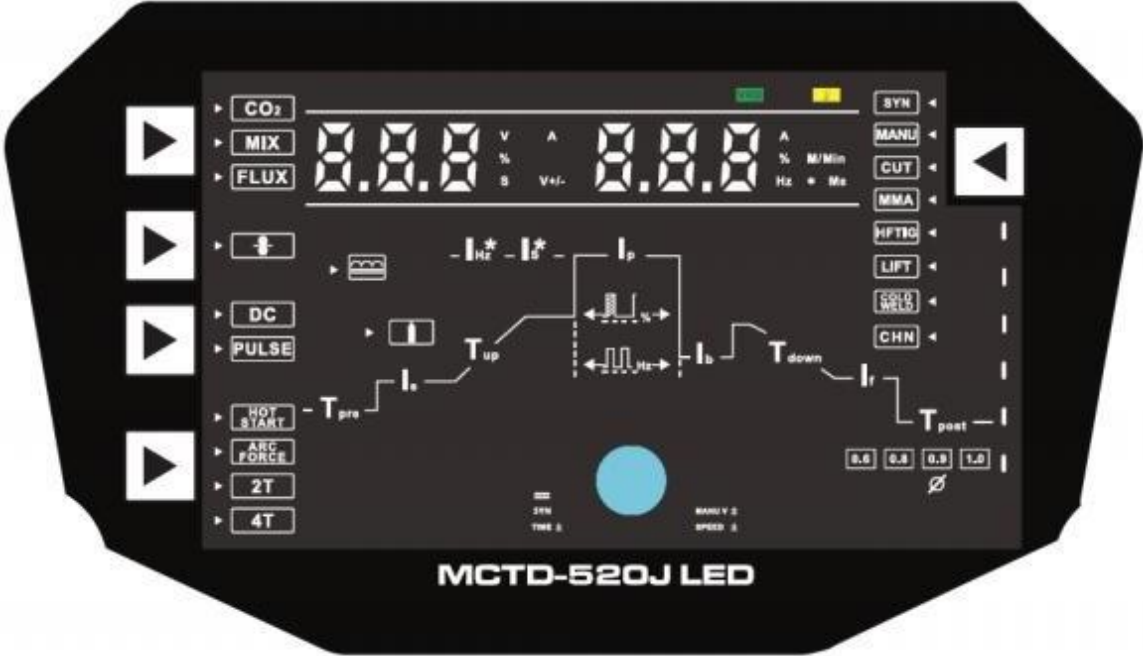 CO₂
MIX
FLUX
8.8.8
V A
%
S V+/-
8.8.8
A
% M/Min
Hz * Ms
SYN
MANU
CUT
MMA
HFTIG
LIFT
COLD
WELD
CHN
DC
PULSE
HOT
START
ARC
FORCE
2T
4T
I Hz* I S* Ip
%
Hz
Tpre
Is
Tup
Ib
Tdown
If
Tpost
0.6 0.8 0.9 1.0
Ø
SYN
TIME ±
MANU V ±
SPEED ±
MCTD-520J LED